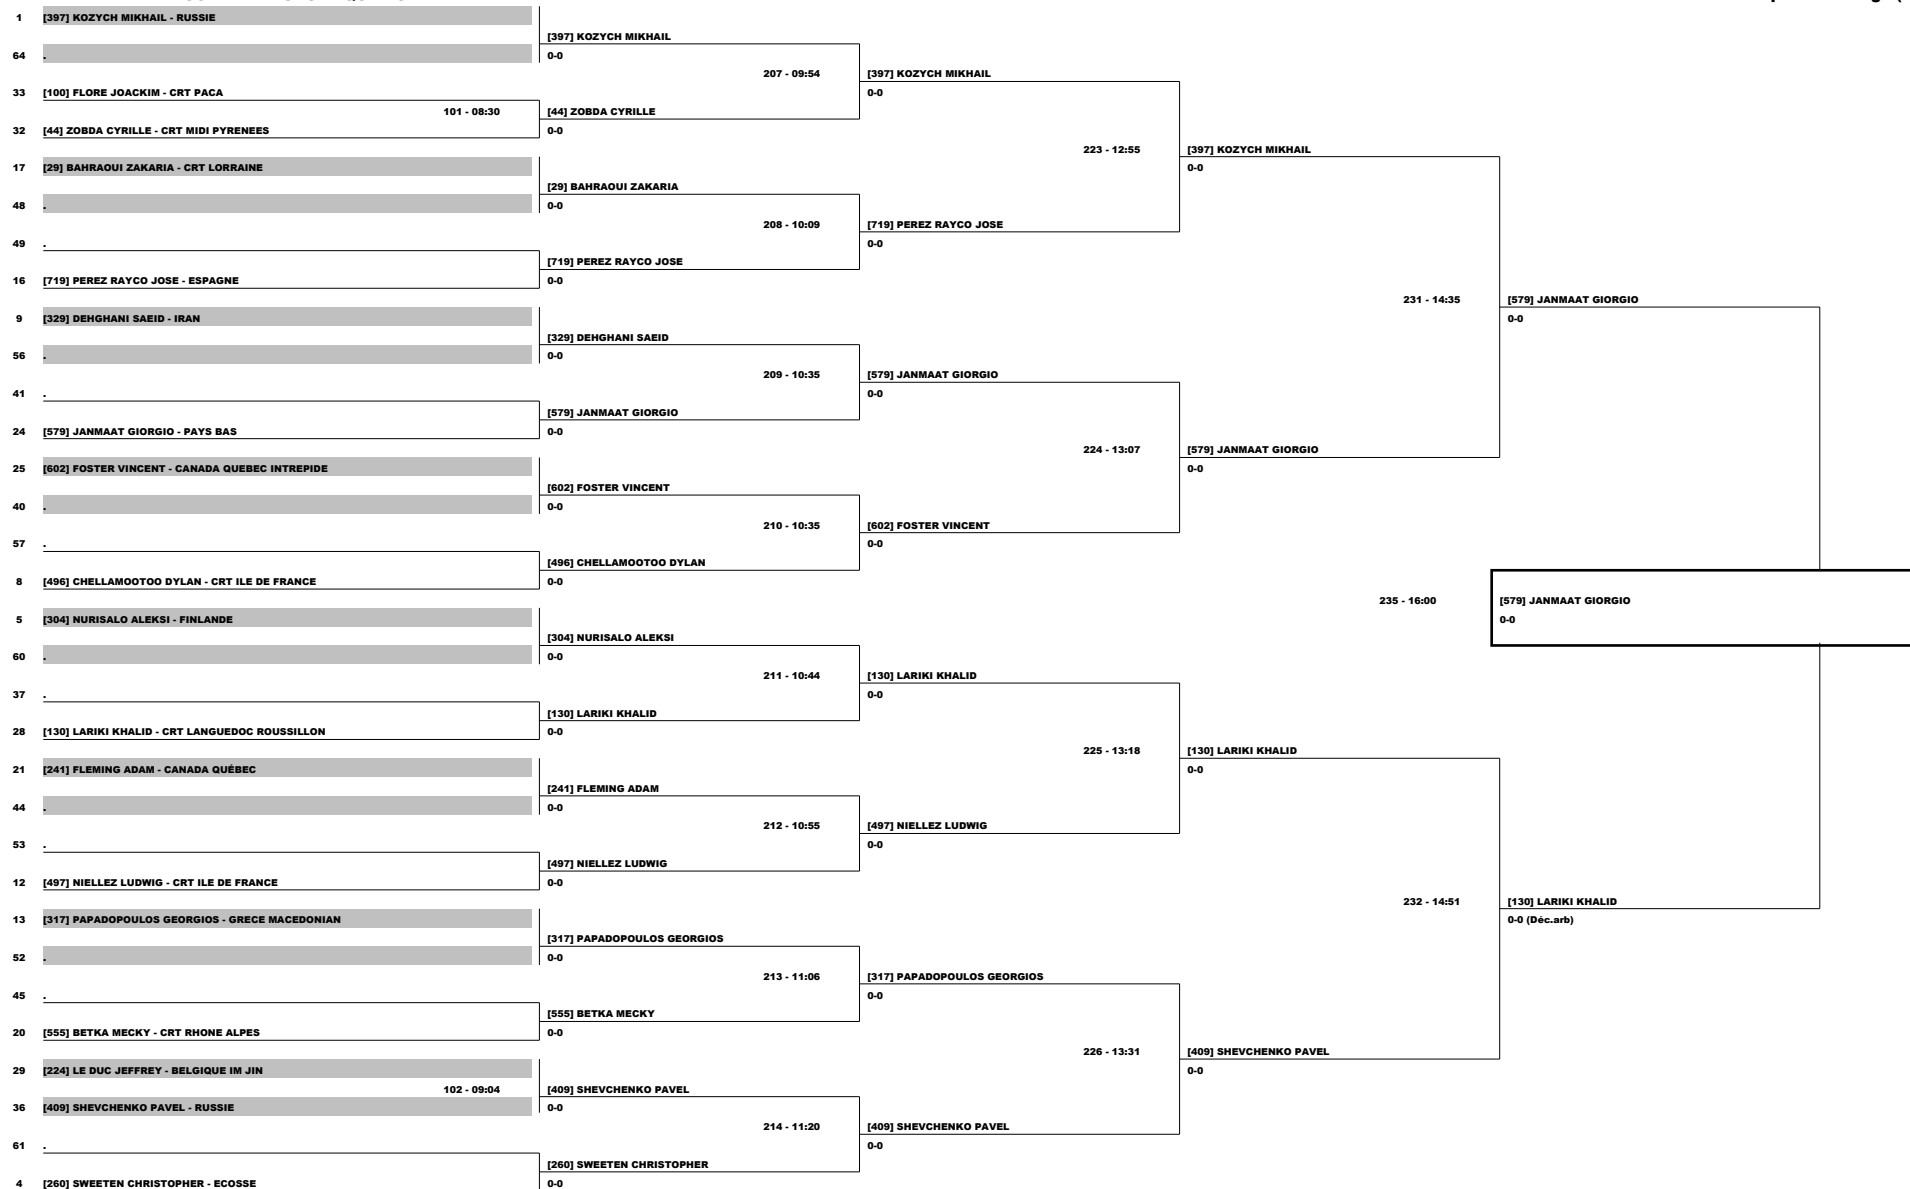 1 [397] KOZYCH MIKHAIL - RUSSIE
[397] KOZYCH MIKHAIL
64 . 0-0
207 - 09:54 [397] KOZYCH MIKHAIL
33 [100] FLORE JOACKIM - CRT PACA 0-0
101 - 08:30 [44] ZOBDA CYRILLE
32 [44] ZOBDA CYRILLE - CRT MIDI PYRENEES 0-0
223 - 12:55 [397] KOZYCH MIKHAIL
17 [29] BAHRAOUI ZAKARIA - CRT LORRAINE 0-0
[29] BAHRAOUI ZAKARIA
48 . 0-0
208 - 10:09 [719] PEREZ RAYCO JOSE
49 . 0-0
[719] PEREZ RAYCO JOSE
16 [719] PEREZ RAYCO JOSE - ESPAGNE 0-0
231 - 14:35 [579] JANMAAT GIORGIO
9 [329] DEHGHANI SAEID - IRAN 0-0
[329] DEHGHANI SAEID
56 . 0-0
209 - 10:35 [579] JANMAAT GIORGIO
41 . 0-0
[579] JANMAAT GIORGIO
24 [579] JANMAAT GIORGIO - PAYS BAS 0-0
224 - 13:07 [579] JANMAAT GIORGIO
25 [602] FOSTER VINCENT - CANADA QUEBEC INTREPIDE 0-0
[602] FOSTER VINCENT
40 . 0-0
210 - 10:35 [602] FOSTER VINCENT
57 . 0-0
[496] CHELLAMOOTOO DYLAN
8 [496] CHELLAMOOTOO DYLAN - CRT ILE DE FRANCE 0-0
235 - 16:00 [579] JANMAAT GIORGIO
5 [304] NURISALO ALEKSI - FINLANDE 0-0
[304] NURISALO ALEKSI
60 . 0-0
211 - 10:44 [130] LARIKI KHALID
37 . 0-0
[130] LARIKI KHALID
28 [130] LARIKI KHALID - CRT LANGUEDOC ROUSSILLON 0-0
225 - 13:18 [130] LARIKI KHALID
21 [241] FLEMING ADAM - CANADA QUÉBEC 0-0
[241] FLEMING ADAM
44 . 0-0
212 - 10:55 [497] NIELLEZ LUDWIG
53 . 0-0
[497] NIELLEZ LUDWIG
12 [497] NIELLEZ LUDWIG - CRT ILE DE FRANCE 0-0
232 - 14:51 [130] LARIKI KHALID
13 [317] PAPADOPOULOS GEORGIOS - GRECE MACEDONIAN 0-0 (Déc.arb)
[317] PAPADOPOULOS GEORGIOS
52 . 0-0
213 - 11:06 [317] PAPADOPOULOS GEORGIOS
45 . 0-0
[555] BETKA MECKY
20 [555] BETKA MECKY - CRT RHONE ALPES 0-0
226 - 13:31 [409] SHEVCHENKO PAVEL
29 [224] LE DUC JEFFREY - BELGIQUE IM JIN 0-0
102 - 09:04 [409] SHEVCHENKO PAVEL
36 [409] SHEVCHENKO PAVEL - RUSSIE 0-0
214 - 11:20 [409] SHEVCHENKO PAVEL
61 . 0-0
[260] SWEETEN CHRISTOPHER
4 [260] SWEETEN CHRISTOPHER - ECOSSE 0-0